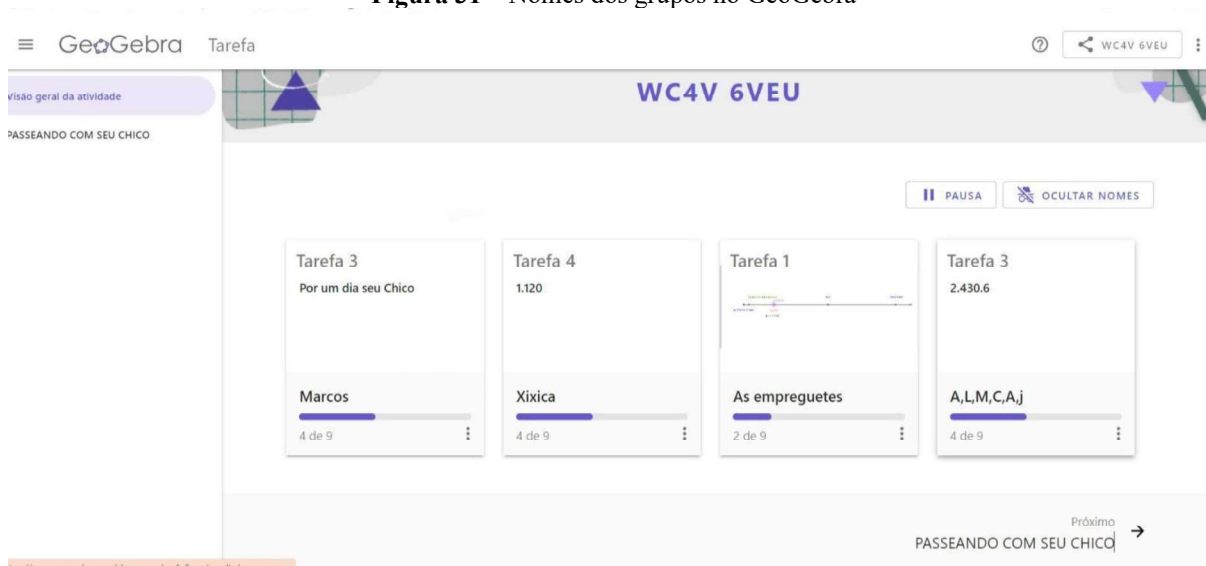 Figura 31 – Nomes dos grupos no GeoGebra
GeoGebra Tarefa
WC4V 6VEU
Visão geral da atividade
WC4V 6VEU
PASSEANDO COM SEU CHICO
PAUSA
OCULTAR NOMES
Tarefa 3
Por um dia seu Chico
Marcos
4 de 9
Tarefa 4
1.120
Xixica
4 de 9
Tarefa 1
As empreguetes
2 de 9
Tarefa 3
2.430.6
A,L,M,C,A,j
4 de 9
Próximo
PASSEANDO COM SEU CHICO